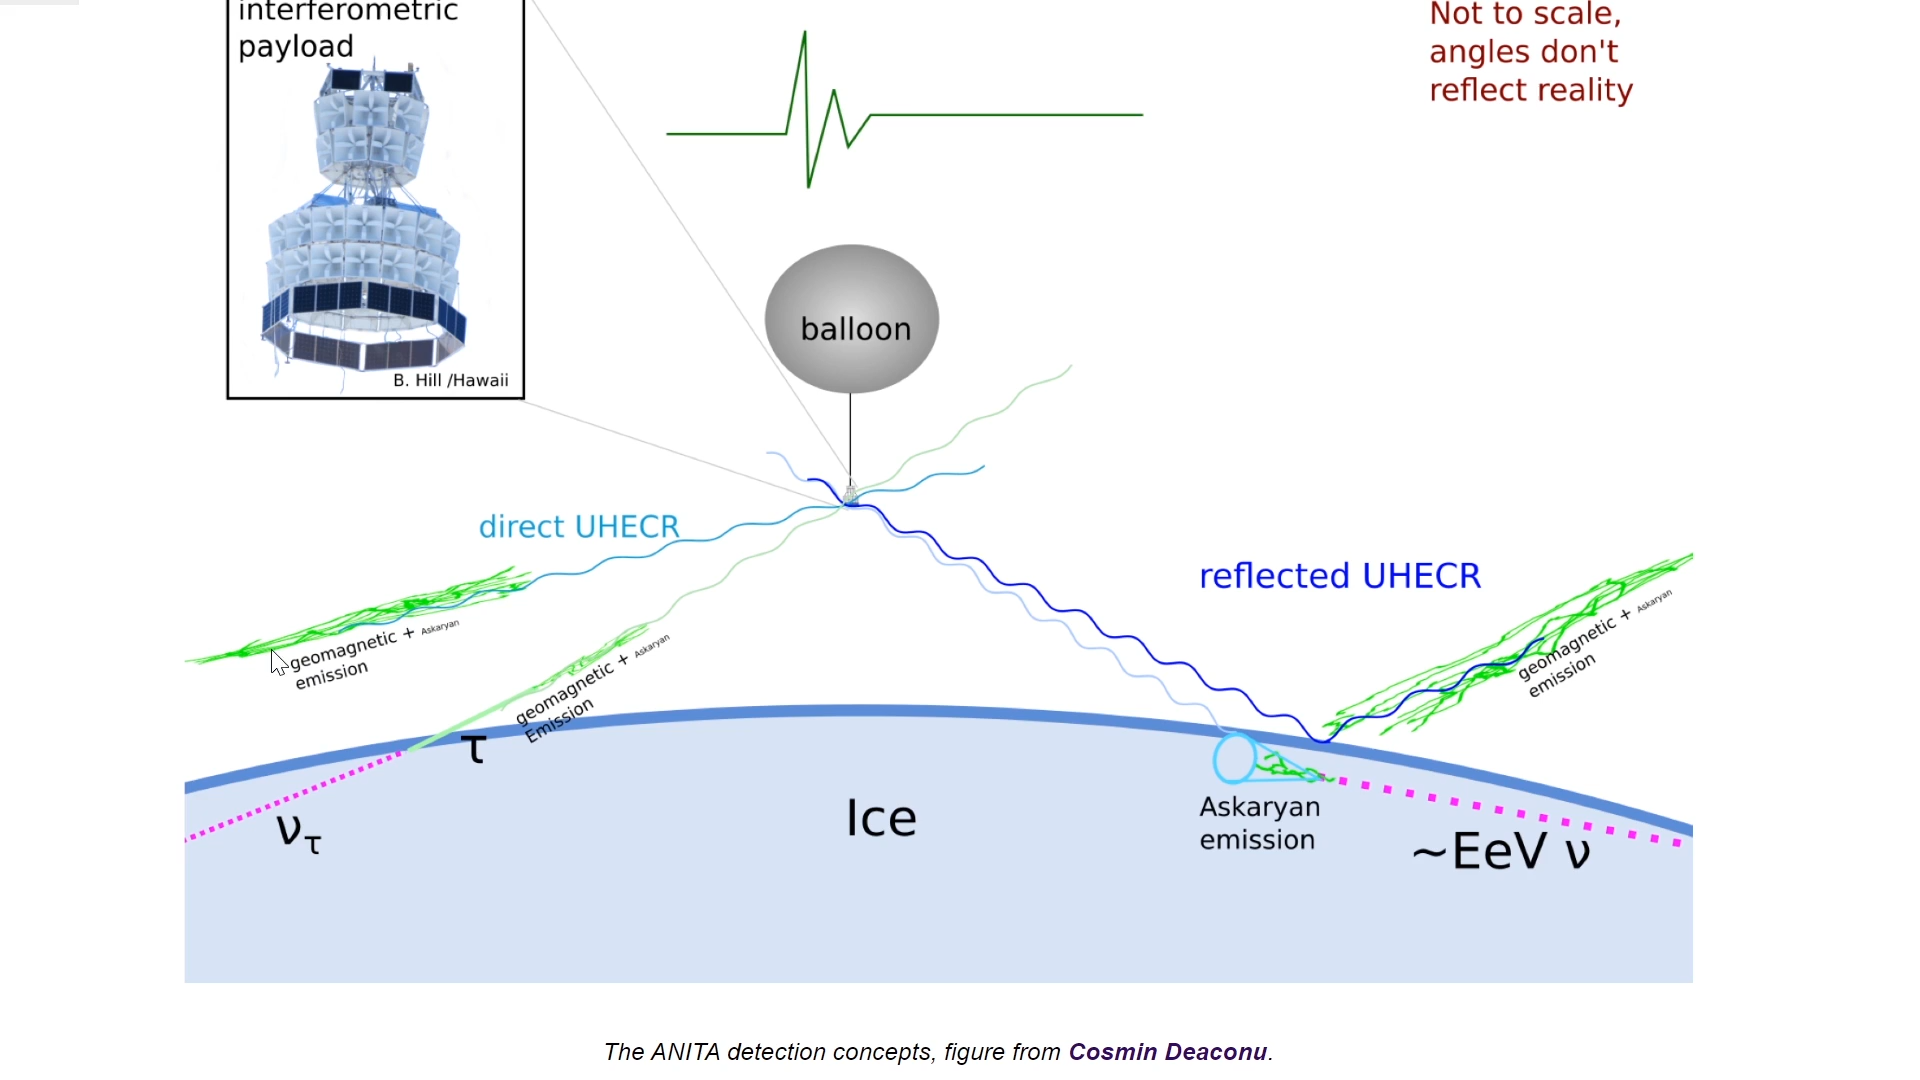 interferometric
payload
B. Hill /Hawaii
Not to scale,
angles don't
reflect reality
balloon
direct UHECR
geomagnetic + Askaryan
emission
geomagnetic + Askaryan
Emission
reflected UHECR
geomagnetic + Askaryan
emission
τ
ντ
Ice
Askaryan
emission
~EeV ν
The ANITA detection concepts, figure from Cosmin Deaconu.